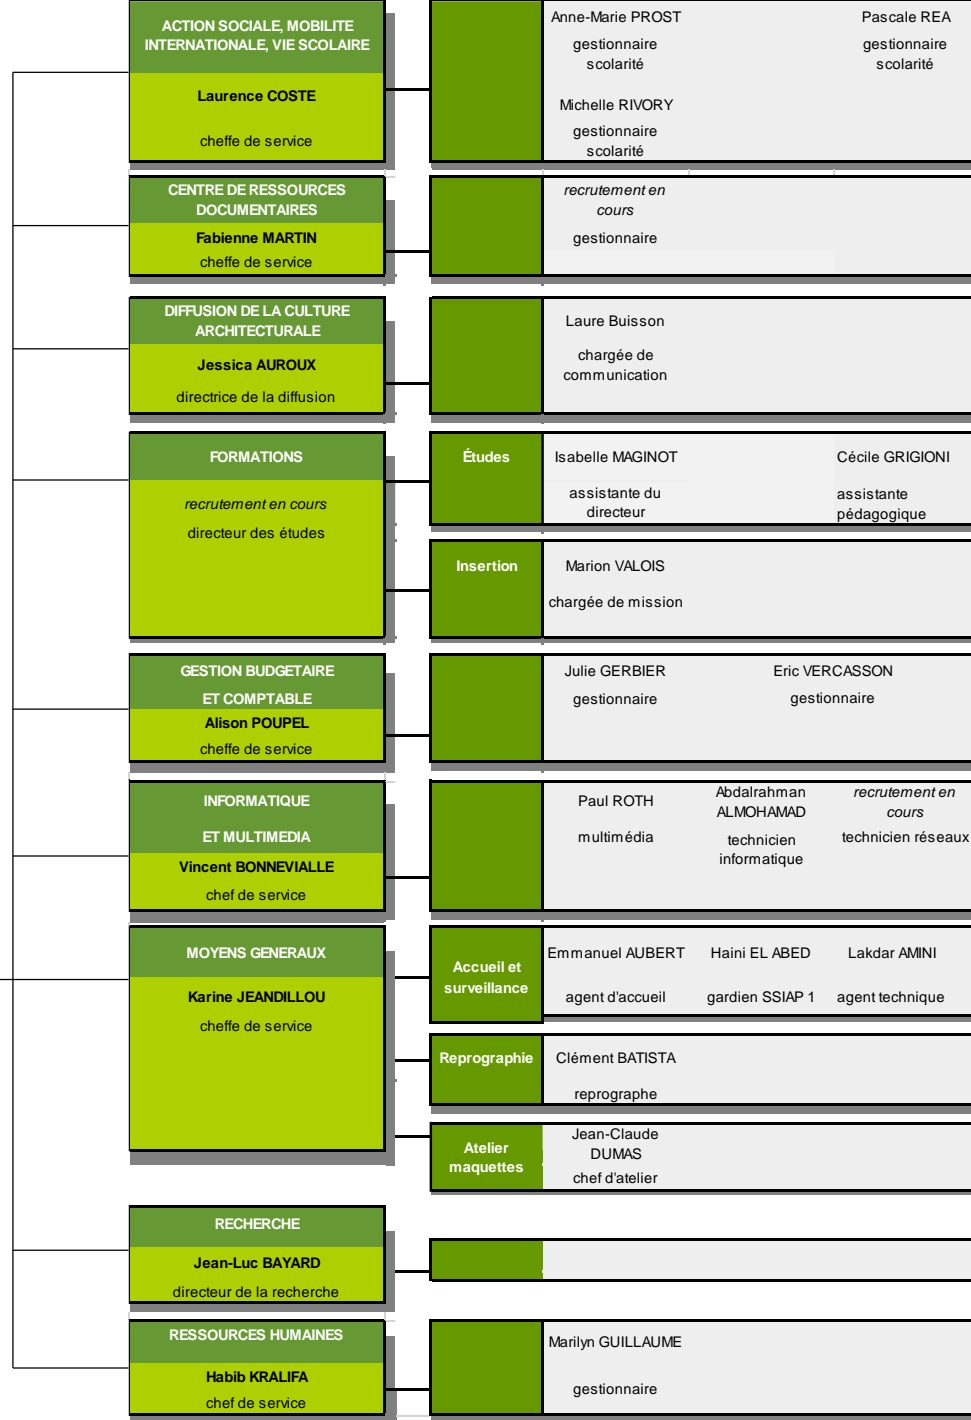 ACTION SOCIALE, MOBILITE
INTERNATIONALE, VIE SCOLAIRE
Laurence COSTE
cheffe de service
Anne-Marie PROST
gestionnaire
scolarité
Pascale REA
gestionnaire
scolarité
Michelle RIVORY
gestionnaire
scolarité
CENTRE DE RESSOURCES
DOCUMENTAIRES
Fabienne MARTIN
cheffe de service
recrutement en
cours
gestionnaire
DIFFUSION DE LA CULTURE
ARCHITECTURALE
Jessica AUROUX
directrice de la diffusion
Laure Buisson
chargée de
communication
FORMATIONS
recrutement en cours
directeur des études
Études
Isabelle MAGINOT
assistante du
directeur
Cécile GRIGIONI
assistante
pédagogique
Insertion
Marion VALOIS
chargée de mission
GESTION BUDGETAIRE
ET COMPTABLE
Alison POUPEL
cheffe de service
Julie GERBIER
gestionnaire
Eric VERCASSON
gestionnaire
INFORMATIQUE
ET MULTIMEDIA
Vincent BONNEVIALLE
chef de service
Paul ROTH
multimédia
Abdalrahman
ALMOHAMAD
technicien
informatique
recrutement en
cours
technicien réseaux
MOYENS GENERAUX
Karine JEANDILLOU
cheffe de service
Accueil et
surveillance
Emmanuel AUBERT
agent d'accueil
Haini EL ABED
gardien SSIAP 1
Lakdar AMINI
agent technique
Reprographie
Clément BATISTA
reprographe
Atelier
maquettes
Jean-Claude
DUMAS
chef d'atelier
RECHERCHE
Jean-Luc BAYARD
directeur de la recherche
RESSOURCES HUMAINES
Habib KRALIFA
chef de service
Marilyn GUILLAUME
gestionnaire